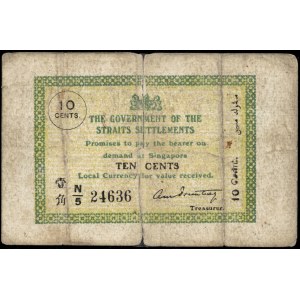 10
CENTS.
THE GOVERNMENT OF THE
STRAITS SETTLEMENTS
Promises to pay the bearer on
demand at Singapore
TEN CENTS
Local Currency for value received.
N/5 24636
Treasurer.
10